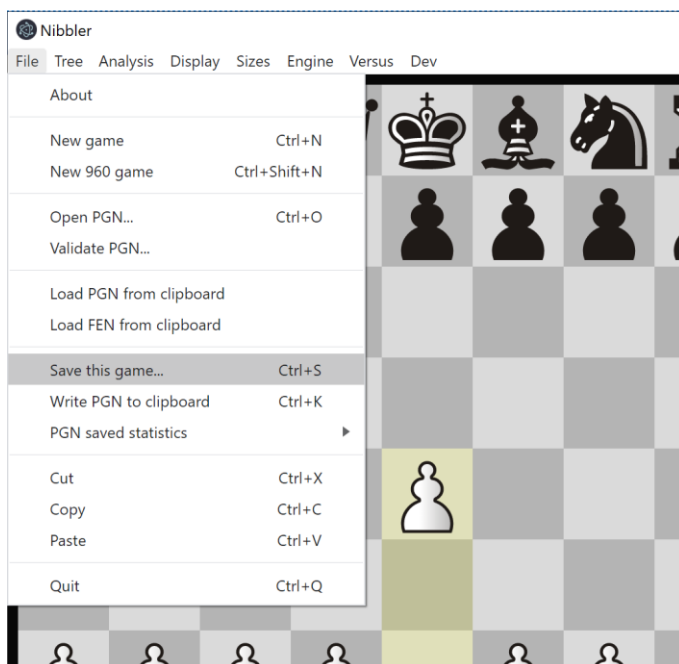 Nibbler
File Tree Analysis Display Sizes Engine Versus Dev
About
New game Ctrl+N
New 960 game Ctrl+Shift+N
Open PGN... Ctrl+O
Validate PGN...
Load PGN from clipboard
Load FEN from clipboard
Save this game... Ctrl+S
Write PGN to clipboard Ctrl+K
PGN saved statistics
Cut Ctrl+X
Copy Ctrl+C
Paste Ctrl+V
Quit Ctrl+Q